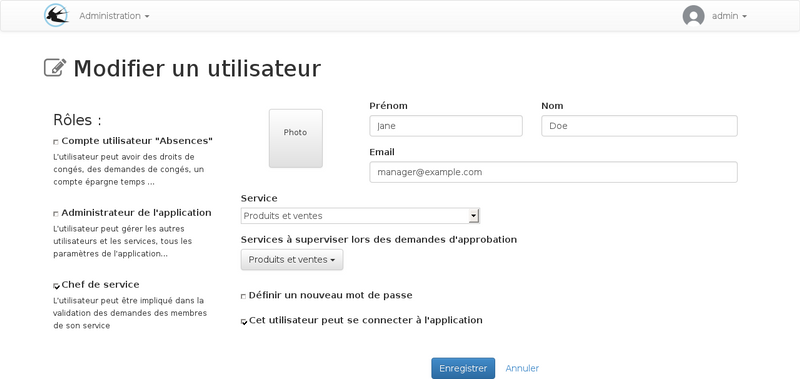 Administration
admin
Modifier un utilisateur
Rôles :
Compte utilisateur "Absences"
L'utilisateur peut avoir des droits de
congés, des demandes de congés, un
compte épargne temps ...
Administrateur de l'application
L'utilisateur peut gérer les autres
utilisateurs et les services, tous les
paramètres de l'application...
Chef de service
L'utilisateur peut être impliqué dans la
validation des demandes des membres
de son service
Photo
Prénom
Nom
Jane
Doe
Email
manager@example.com
Service
Produits et ventes
Services à superviser lors des demandes d'approbation
Produits et ventes
Définir un nouveau mot de passe
Cet utilisateur peut se connecter à l'application
Enregistrer
Annuler